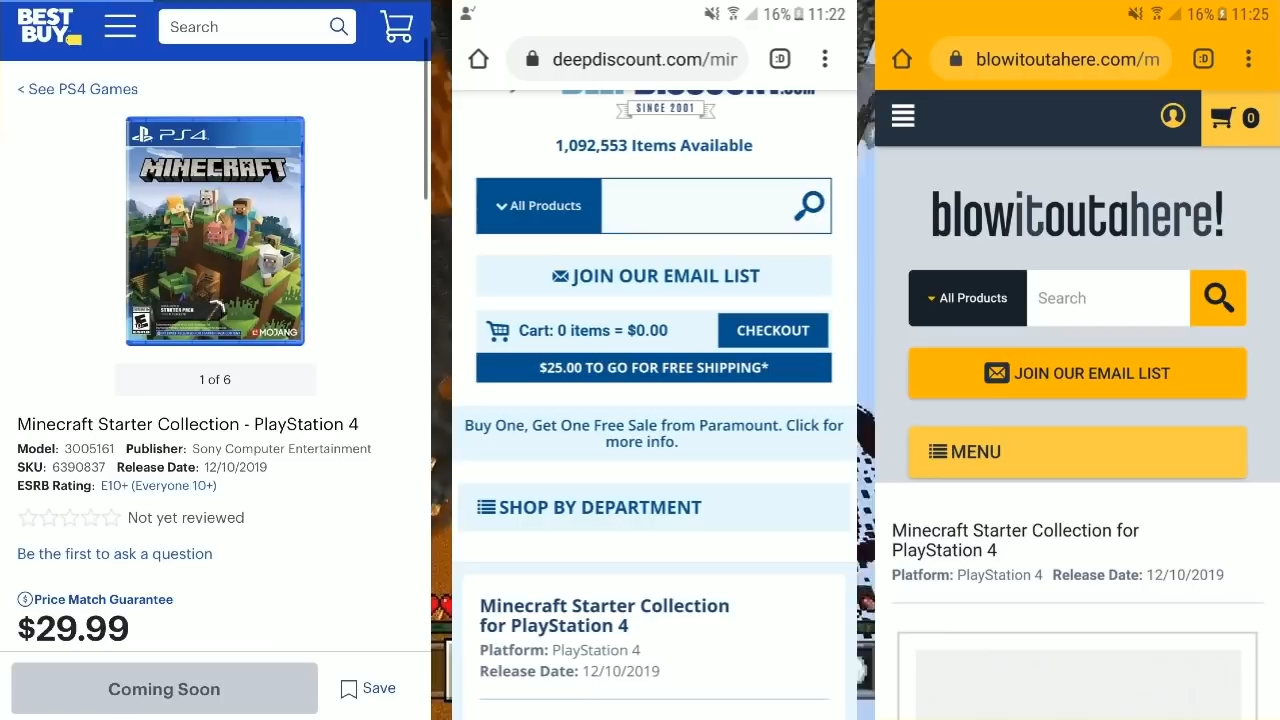 BEST
BUY
Search
< See PS4 Games
PS4
MINECRAFT
STARTER PACK
MOJANG
1 of 6
Minecraft Starter Collection - PlayStation 4
Model: 3005161 Publisher: Sony Computer Entertainment
SKU: 6390837 Release Date: 12/10/2019
ESRB Rating: E10+ (Everyone 10+)
Not yet reviewed
Be the first to ask a question
Price Match Guarantee
$29.99
Coming Soon
Save
16% 11:22
deepdiscount.com/mir
:D
SINCE 2001
1,092,553 Items Available
All Products
JOIN OUR EMAIL LIST
Cart: 0 items = $0.00
CHECKOUT
$25.00 TO GO FOR FREE SHIPPING*
Buy One, Get One Free Sale from Paramount. Click for
more info.
SHOP BY DEPARTMENT
Minecraft Starter Collection
for PlayStation 4
Platform: PlayStation 4
Release Date: 12/10/2019
16% 11:25
blowitoutahere.com/m
:D
0
blowitoutahere!
All Products
Search
JOIN OUR EMAIL LIST
MENU
Minecraft Starter Collection for
PlayStation 4
Platform: PlayStation 4 Release Date: 12/10/2019